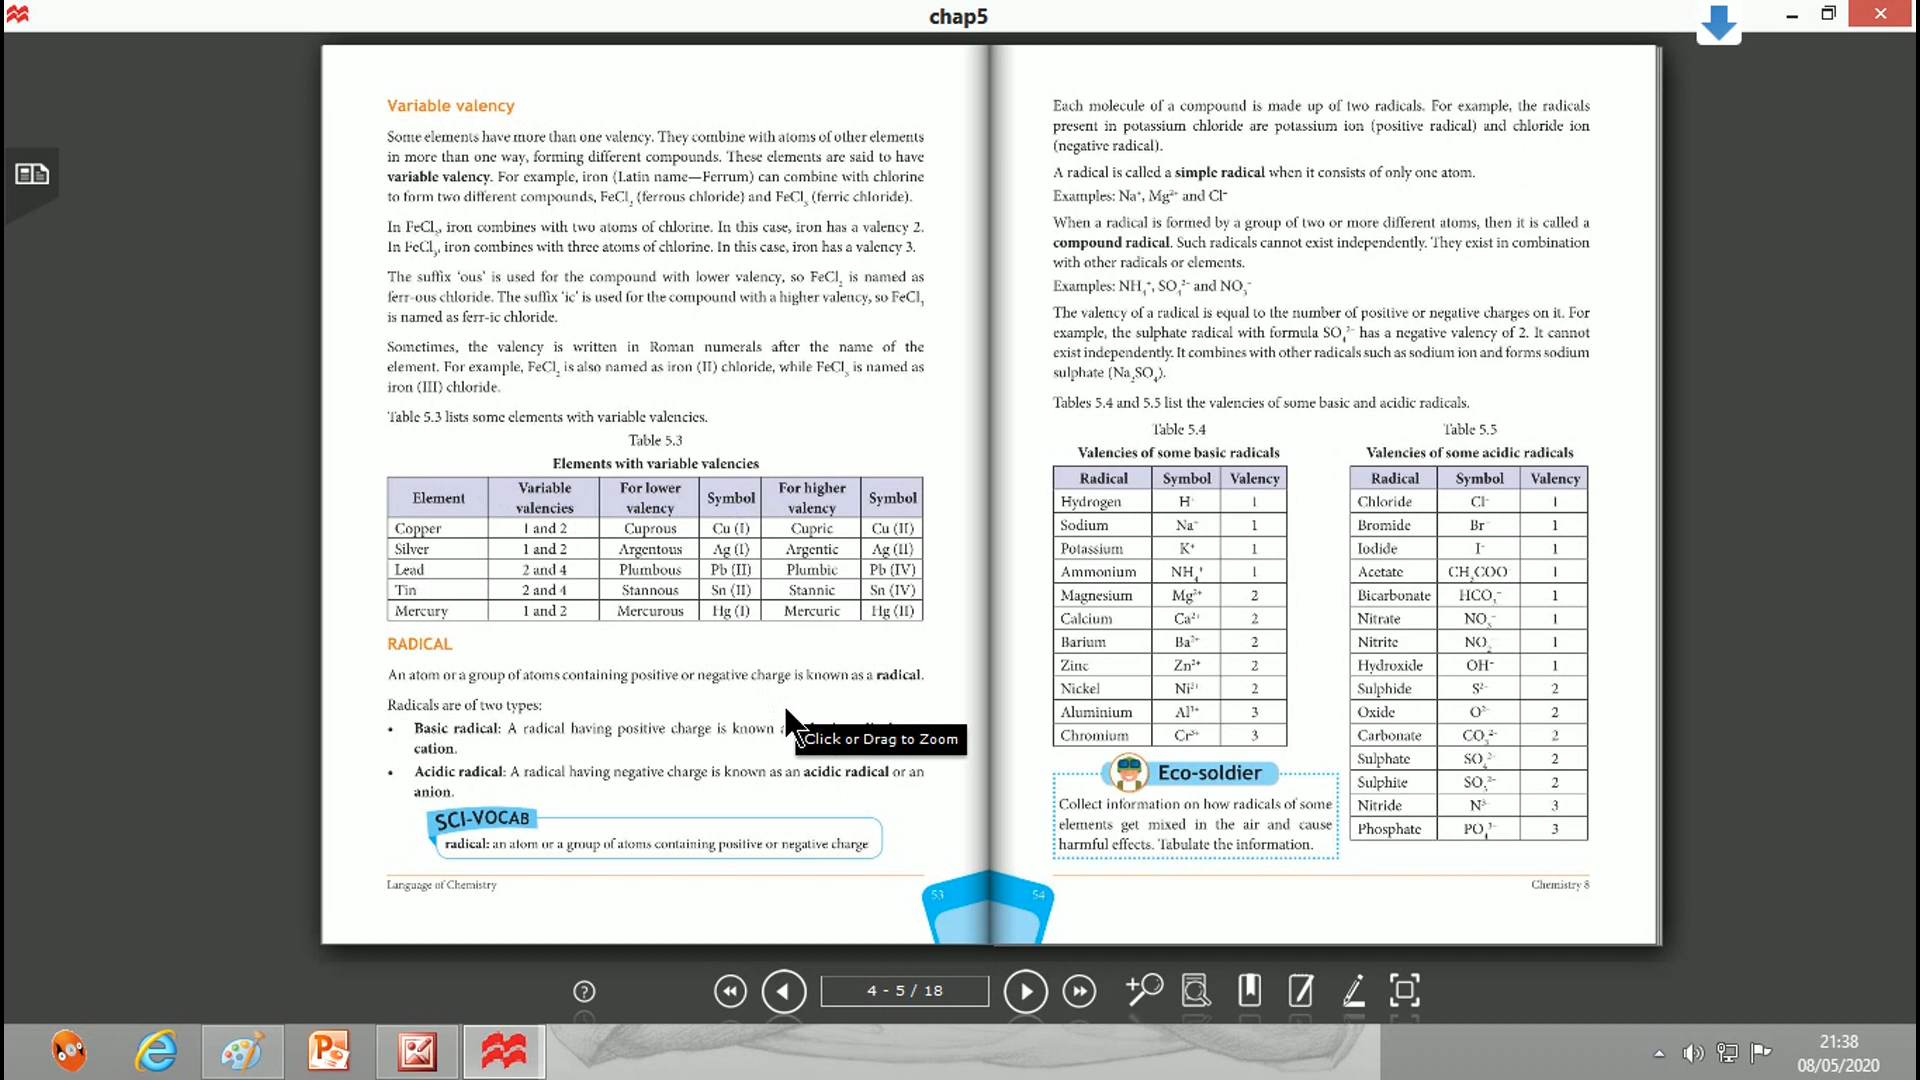 chap5
Variable valency
Some elements have more than one valency. They combine with atoms of other elements
in more than one way, forming different compounds. These elements are said to have
variable valency. For example, iron (Latin name—Ferrum) can combine with chlorine
to form two different compounds, FeCl₂ (ferrous chloride) and FeCl₃ (ferric chloride).
In FeCl₂, iron combines with two atoms of chlorine. In this case, iron has a valency 2.
In FeCl₃, iron combines with three atoms of chlorine. In this case, iron has a valency 3.
The suffix 'ous' is used for the compound with lower valency, so FeCl₂ is named as
ferr-ous chloride. The suffix 'ic' is used for the compound with a higher valency, so FeCl₃
is named as ferr-ic chloride.
Sometimes, the valency is written in Roman numerals after the name of the
element. For example, FeCl₂ is also named as iron (II) chloride, while FeCl₃ is named as
iron (III) chloride.
Table 5.3 lists some elements with variable valencies.
Table 5.3
Elements with variable valencies
Element Variable valencies For lower valency Symbol For higher valency Symbol
Copper 1 and 2 Cuprous Cu (I) Cupric Cu (II)
Silver 1 and 2 Argentous Ag (I) Argentic Ag (II)
Lead 2 and 4 Plumbous Pb (II) Plumbic Pb (IV)
Tin 2 and 4 Stannous Sn (II) Stannic Sn (IV)
Mercury 1 and 2 Mercurous Hg (I) Mercuric Hg (II)
RADICAL
An atom or a group of atoms containing positive or negative charge is known as a radical.
Radicals are of two types:
• Basic radical: A radical having positive charge is known
cation.
• Acidic radical: A radical having negative charge is known as an acidic radical or an
anion.
Click or Drag to Zoom
SCI-VOCAB
radical: an atom or a group of atoms containing positive or negative charge
Language of Chemistry
53
Each molecule of a compound is made up of two radicals. For example, the radicals
present in potassium chloride are potassium ion (positive radical) and chloride ion
(negative radical).
A radical is called a simple radical when it consists of only one atom.
Examples: Na⁺, Mg²⁺ and Cl⁻
When a radical is formed by a group of two or more different atoms, then it is called a
compound radical. Such radicals cannot exist independently. They exist in combination
with other radicals or elements.
Examples: NH₄⁺, SO₄²⁻ and NO₃⁻
The valency of a radical is equal to the number of positive or negative charges on it. For
example, the sulphate radical with formula SO₄²⁻ has a negative valency of 2. It cannot
exist independently. It combines with other radicals such as sodium ion and forms sodium
sulphate (Na₂SO₄).
Tables 5.4 and 5.5 list the valencies of some basic and acidic radicals.
Table 5.4
Valencies of some basic radicals
Radical Symbol Valency
Hydrogen H⁺ 1
Sodium Na⁺ 1
Potassium K⁺ 1
Ammonium NH₄⁺ 1
Magnesium Mg²⁺ 2
Calcium Ca²⁺ 2
Barium Ba²⁺ 2
Zinc Zn²⁺ 2
Nickel Ni²⁺ 2
Aluminium Al³⁺ 3
Chromium Cr³⁺ 3
Table 5.5
Valencies of some acidic radicals
Radical Symbol Valency
Chloride Cl⁻ 1
Bromide Br⁻ 1
Iodide I⁻ 1
Acetate CH₃COO 1
Bicarbonate HCO₃⁻ 1
Nitrate NO₃⁻ 1
Nitrite NO₂⁻ 1
Hydroxide OH⁻ 1
Sulphide S²⁻ 2
Oxide O²⁻ 2
Carbonate CO₃²⁻ 2
Sulphate SO₄²⁻ 2
Sulphite SO₃²⁻ 2
Nitride N³⁻ 3
Phosphate PO₄³⁻ 3
Eco-soldier
Collect information on how radicals of some
elements get mixed in the air and cause
harmful effects. Tabulate the information.
54
Chemistry 8
4 - 5 / 18
21:38
08/05/2020